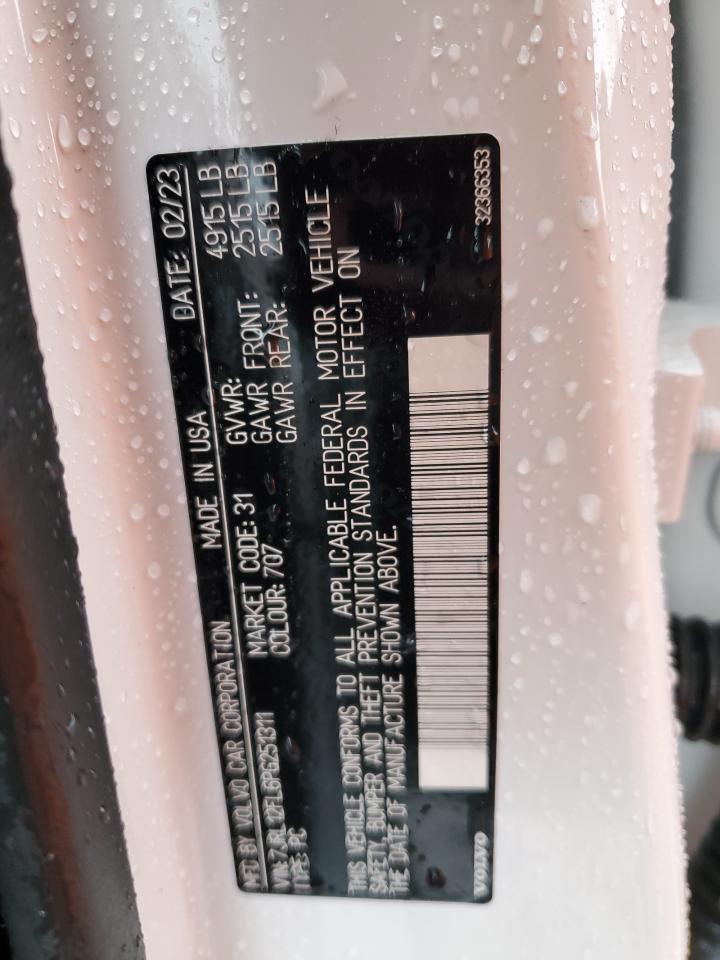 MFD BY VOLVO CAR CORPORATION MADE IN USA DATE: 02/23
MARKET CODE: 31 GVWR: 4915 LB
TYPE: PC COLOUR: 707 GAWR FRONT: 2515 LB
GAWR REAR: 2515 LB
THIS VEHICLE CONFORMS TO ALL APPLICABLE FEDERAL MOTOR VEHICLE
SAFETY, BUMPER AND THEFT PREVENTION STANDARDS IN EFFECT ON
THE DATE OF MANUFACTURE SHOWN ABOVE.
VOLVO 32366353